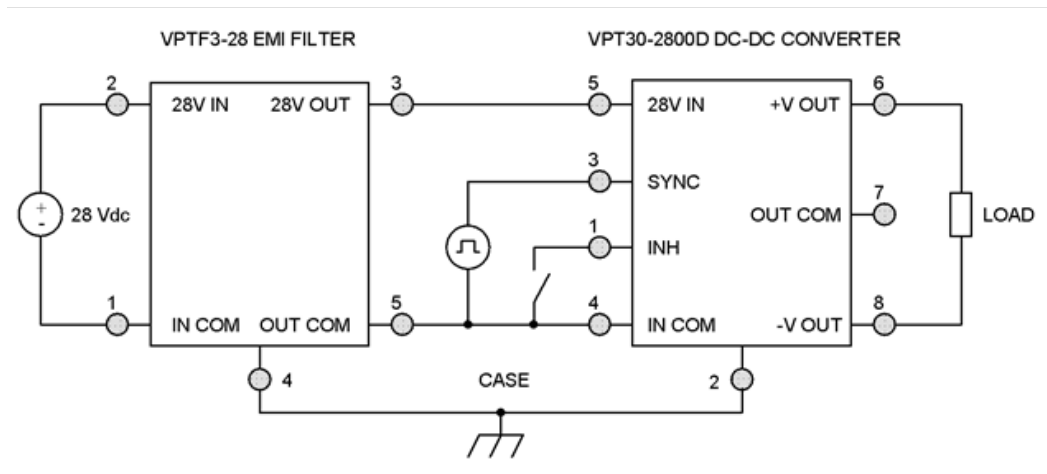 VPTF3-28 EMI FILTER
VPT30-2800D DC-DC CONVERTER
2
28V IN
28V OUT
3
5
28V IN
+V OUT
6
3
SYNC
+
-
28 Vdc
7
OUT COM
LOAD
1
INH
1
IN COM
OUT COM
5
4
IN COM
-V OUT
8
4
CASE
2